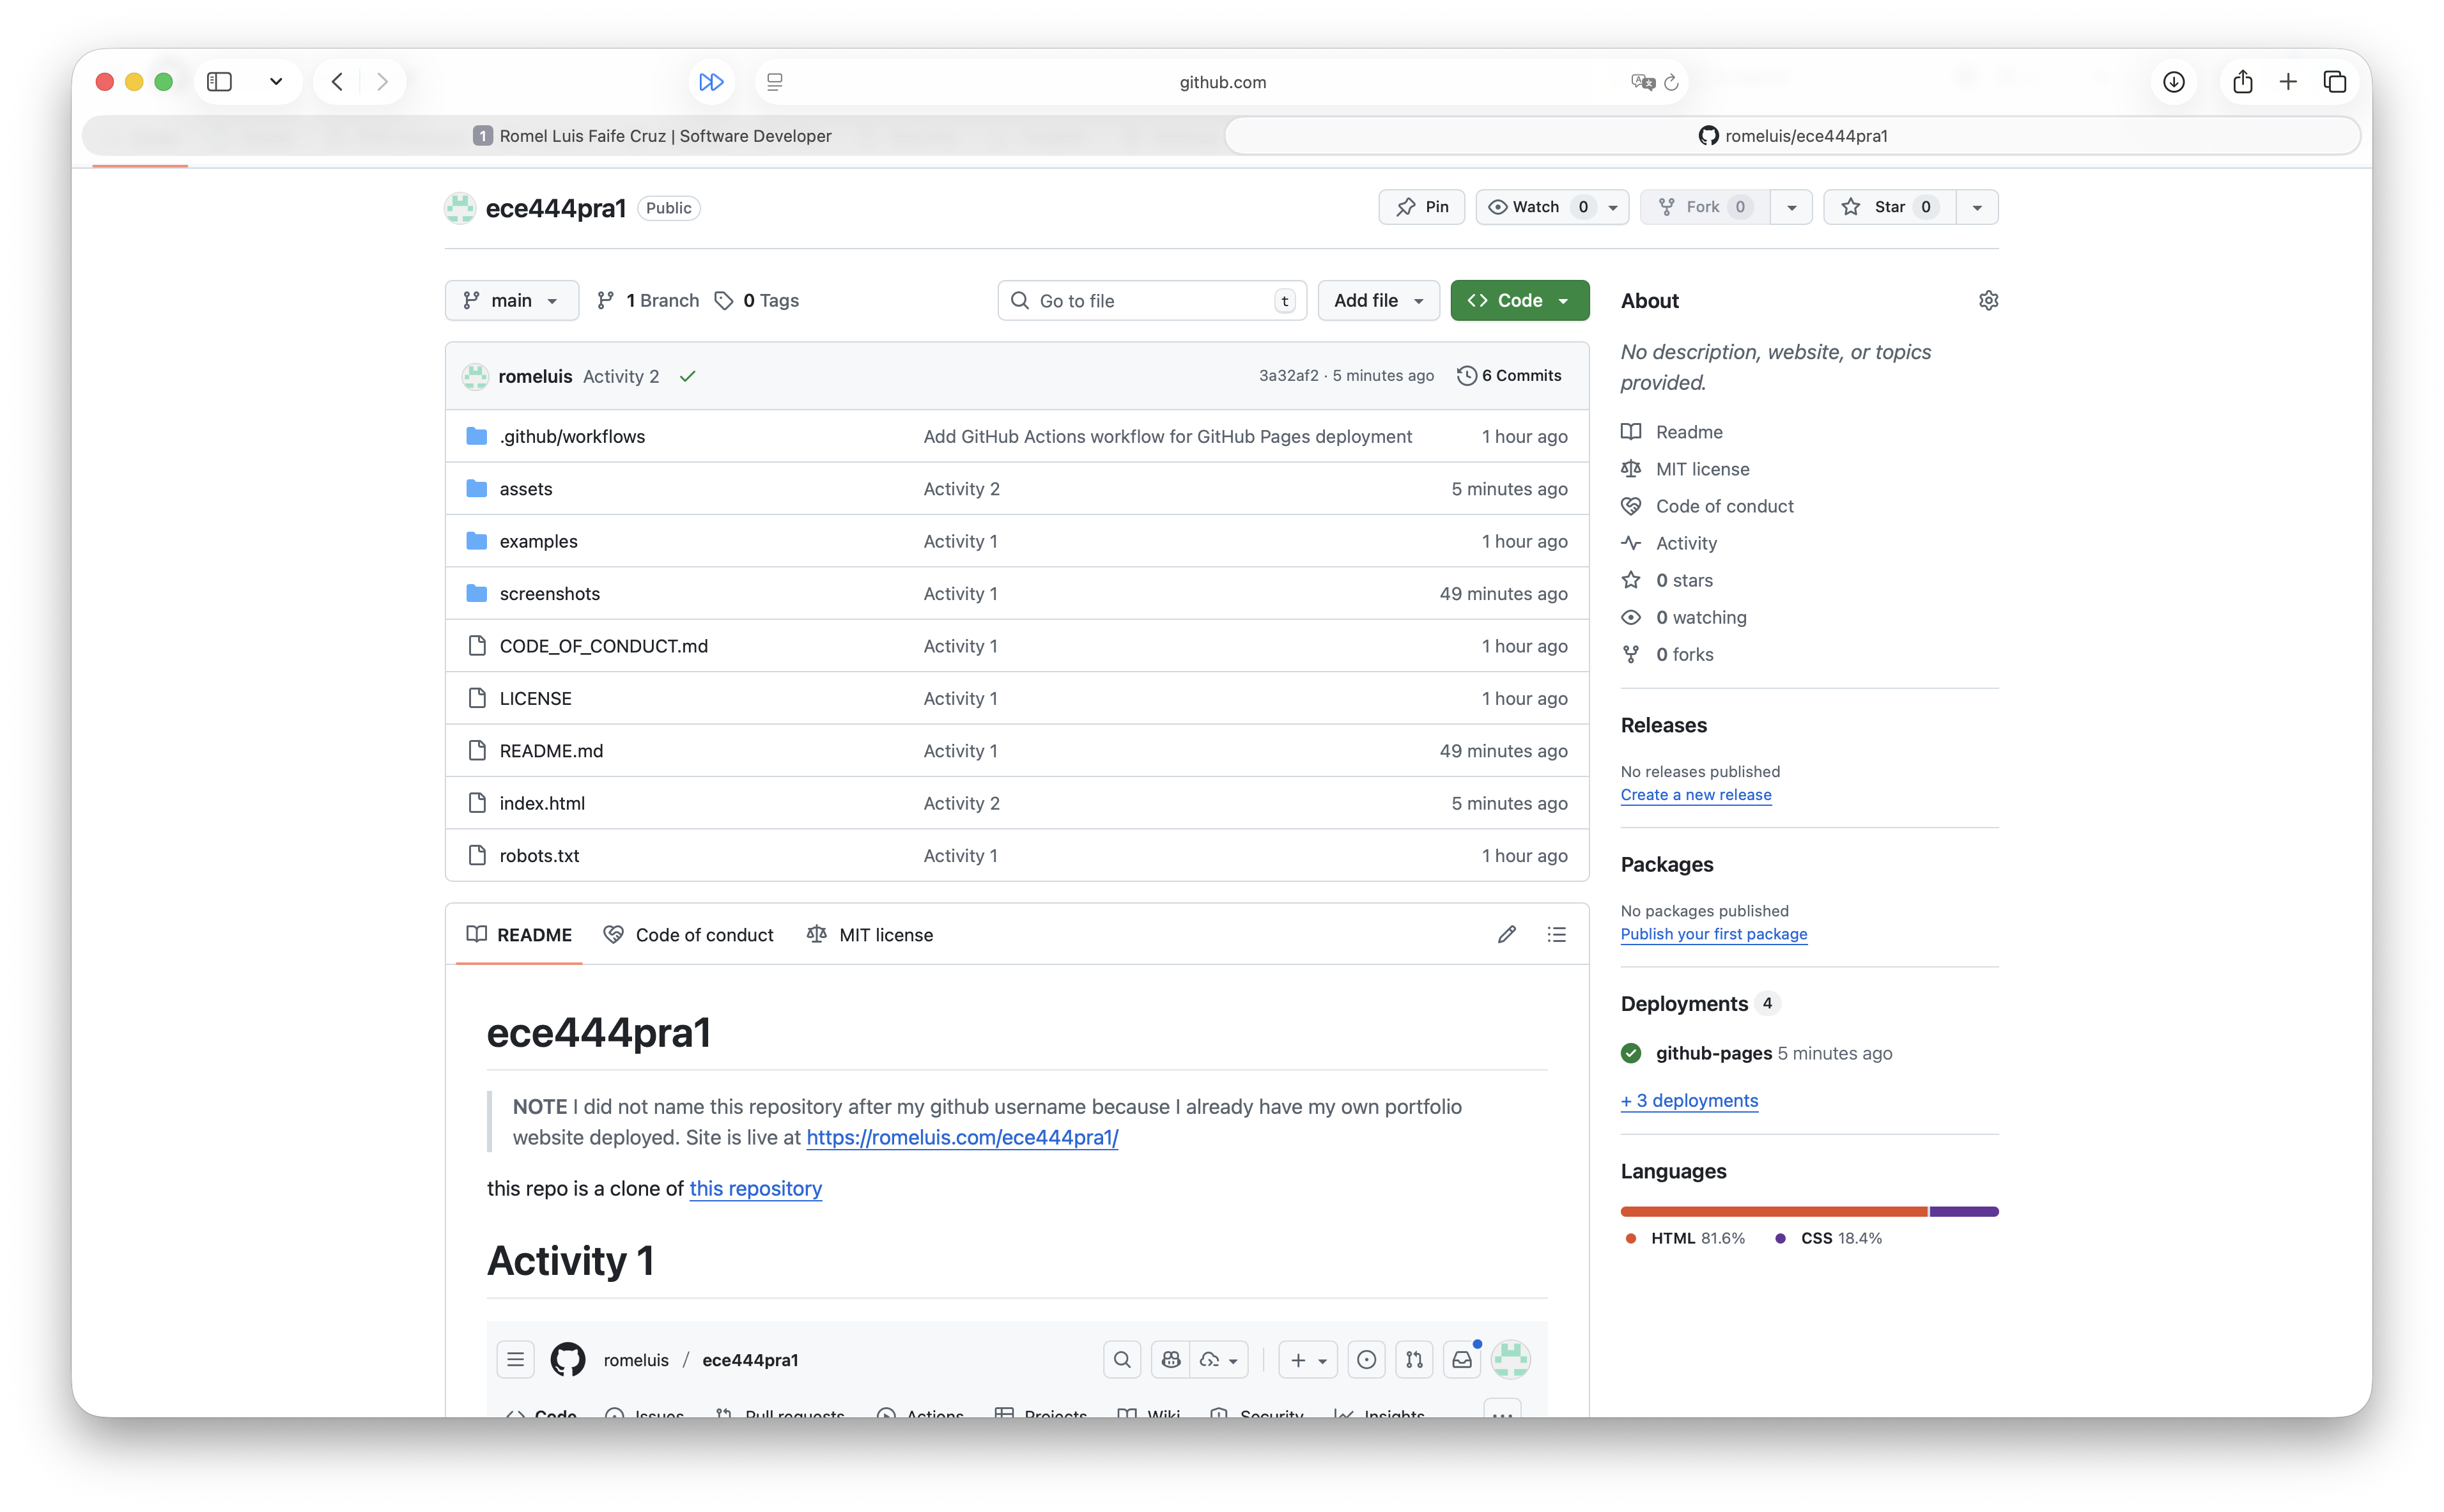 github.com
1 Romel Luis Faife Cruz | Software Developer
romeluis/ece444pra1
ece444pra1 Public
Pin
Watch 0
Fork 0
Star 0
main
1 Branch
0 Tags
Go to file t
Add file
Code
romeluis Activity 2
3a32af2 · 5 minutes ago
6 Commits
.github/workflows Add GitHub Actions workflow for GitHub Pages deployment 1 hour ago
assets Activity 2 5 minutes ago
examples Activity 1 1 hour ago
screenshots Activity 1 49 minutes ago
CODE_OF_CONDUCT.md Activity 1 1 hour ago
LICENSE Activity 1 1 hour ago
README.md Activity 1 49 minutes ago
index.html Activity 2 5 minutes ago
robots.txt Activity 1 1 hour ago
README
Code of conduct
MIT license
ece444pra1
NOTE I did not name this repository after my github username because I already have my own portfolio
website deployed. Site is live at https://romeluis.com/ece444pra1/
this repo is a clone of this repository
Activity 1
romeluis / ece444pra1
Code Issues Pull requests Actions Projects Wiki Security Insights
About
No description, website, or topics
provided.
Readme
MIT license
Code of conduct
Activity
0 stars
0 watching
0 forks
Releases
No releases published
Create a new release
Packages
No packages published
Publish your first package
Deployments 4
github-pages 5 minutes ago
+ 3 deployments
Languages
HTML 81.6% CSS 18.4%